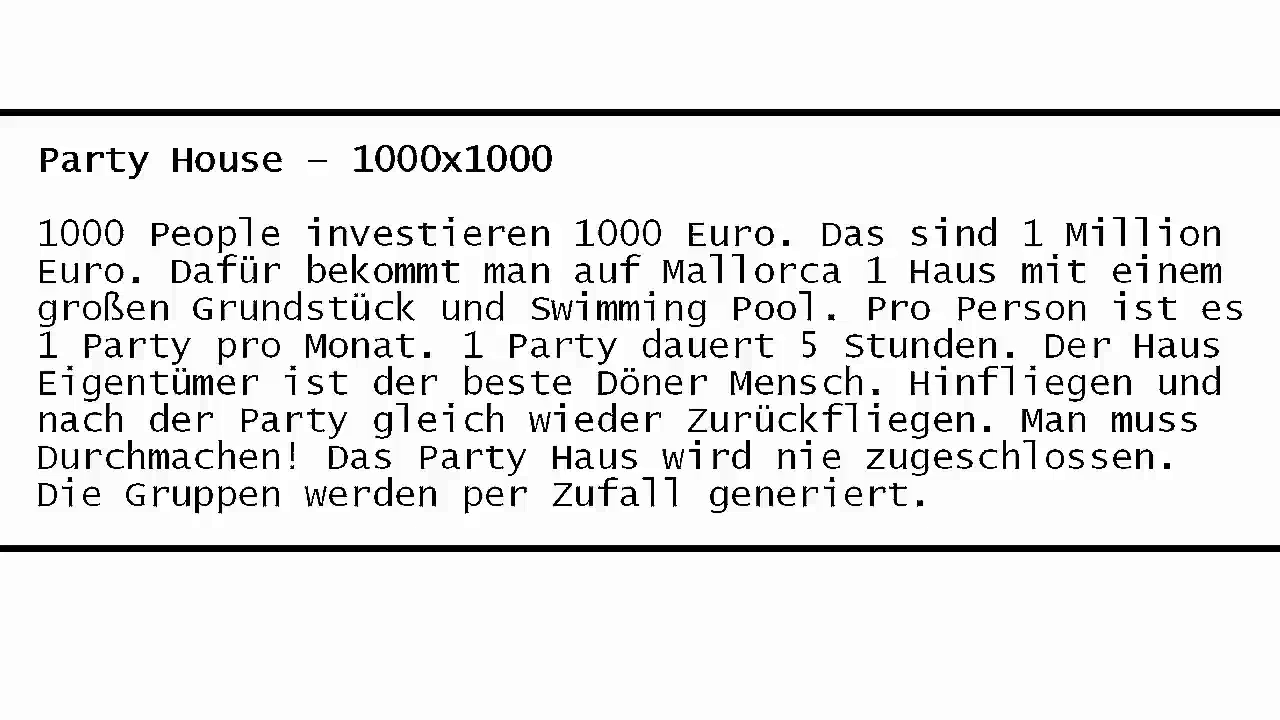 Party House – 1000x1000
1000 People investieren 1000 Euro. Das sind 1 Million
Euro. Dafür bekommt man auf Mallorca 1 Haus mit einem
großen Grundstück und Swimming Pool. Pro Person ist es
1 Party pro Monat. 1 Party dauert 5 Stunden. Der Haus
Eigentümer ist der beste Döner Mensch. Hinfliegen und
nach der Party gleich wieder Zurückfliegen. Man muss
Durchmachen! Das Party Haus wird nie zugeschlossen.
Die Gruppen werden per Zufall generiert.